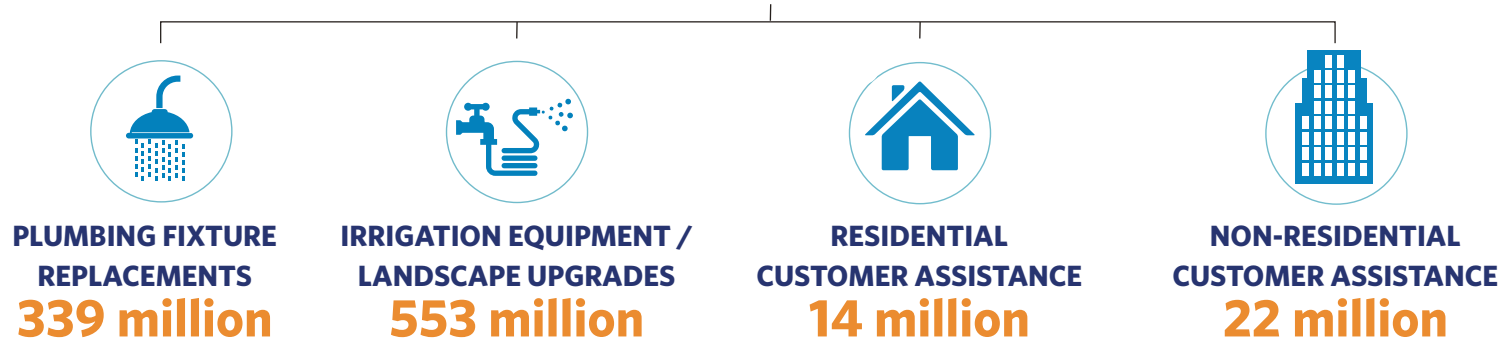 PLUMBING FIXTURE
REPLACEMENTS
339 million
IRRIGATION EQUIPMENT /
LANDSCAPE UPGRADES
553 million
RESIDENTIAL
CUSTOMER ASSISTANCE
14 million
NON-RESIDENTIAL
CUSTOMER ASSISTANCE
22 million